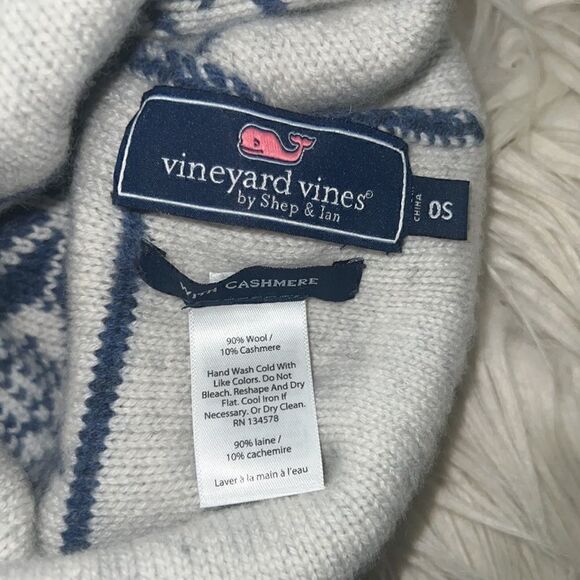 vineyard vines®
by Shep & Ian
CHINA
OS
WITH CASHMERE
90% Wool /
10% Cashmere
Hand Wash Cold With
Like Colors. Do Not
Bleach. Reshape And Dry
Flat. Cool Iron If
Necessary. Or Dry Clean.
RN 134578
90% laine /
10% cachemire
Laver à la main à l'eau